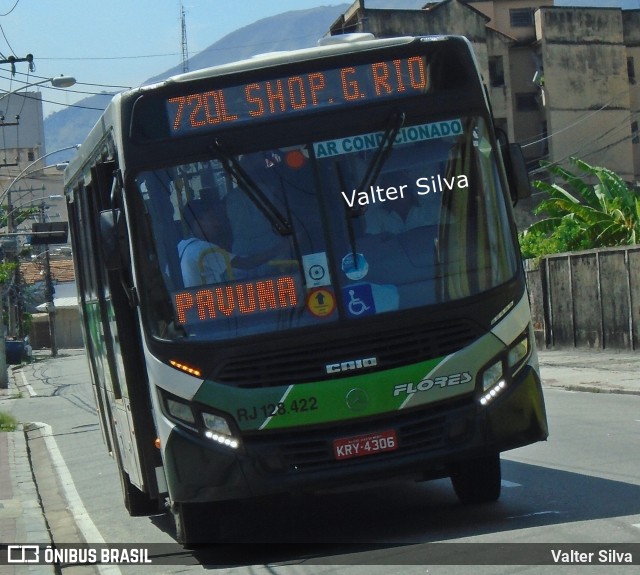 720L SHOP. G. RIO
AR CONDICIONADO
Valter Silva
PAVUNA
CAIO
FLORES
RJ 128.422
KRY-4306
ÔNIBUS BRASIL
Valter Silva